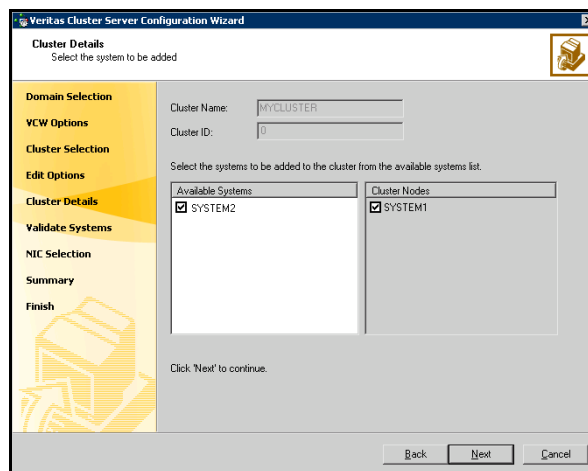 Veritas Cluster Server Configuration Wizard
Cluster Details
Select the system to be added
Domain Selection
VCW Options
Cluster Selection
Edit Options
Cluster Details
Validate Systems
NIC Selection
Summary
Finish
Cluster Name: MYCLUSTER
Cluster ID: 0
Select the systems to be added to the cluster from the available systems list.
Available Systems
SYSTEM2
Cluster Nodes
SYSTEM1
Click 'Next' to continue.
Back Next Cancel